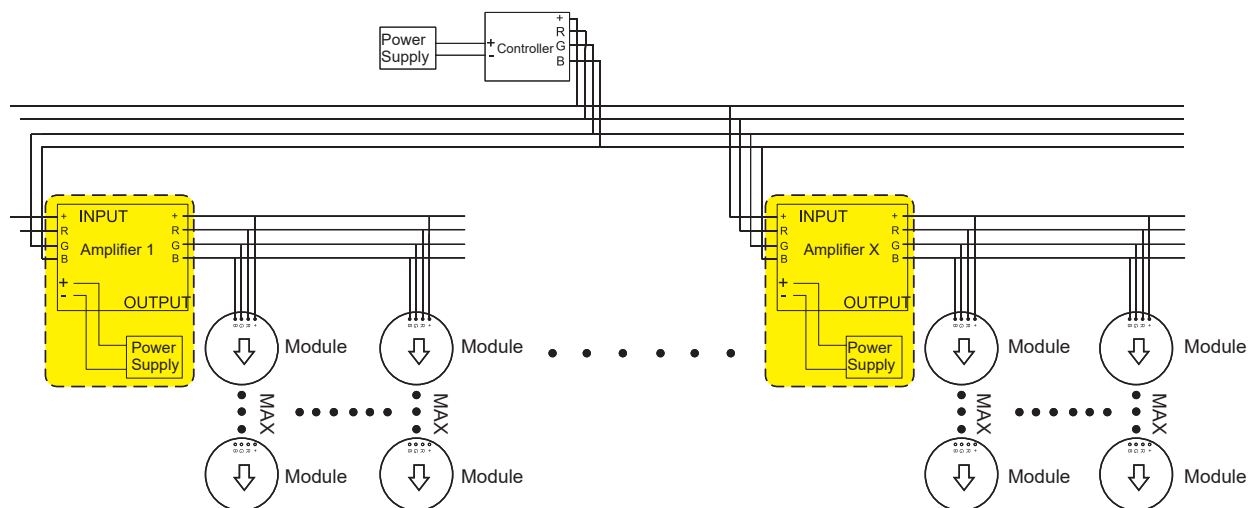 Power
Supply
+
-
Controller
+
R
G
B
+
R
G
B
INPUT
Amplifier 1
+
R
G
B
+
-
OUTPUT
Power
Supply
+
R
G
B
INPUT
Amplifier X
+
R
G
B
+
-
OUTPUT
Power
Supply
B G R +
Module
B G R +
Module
B G R +
Module
B G R +
Module
MAX
MAX
MAX
MAX
B G R +
Module
B G R +
Module
B G R +
Module
B G R +
Module